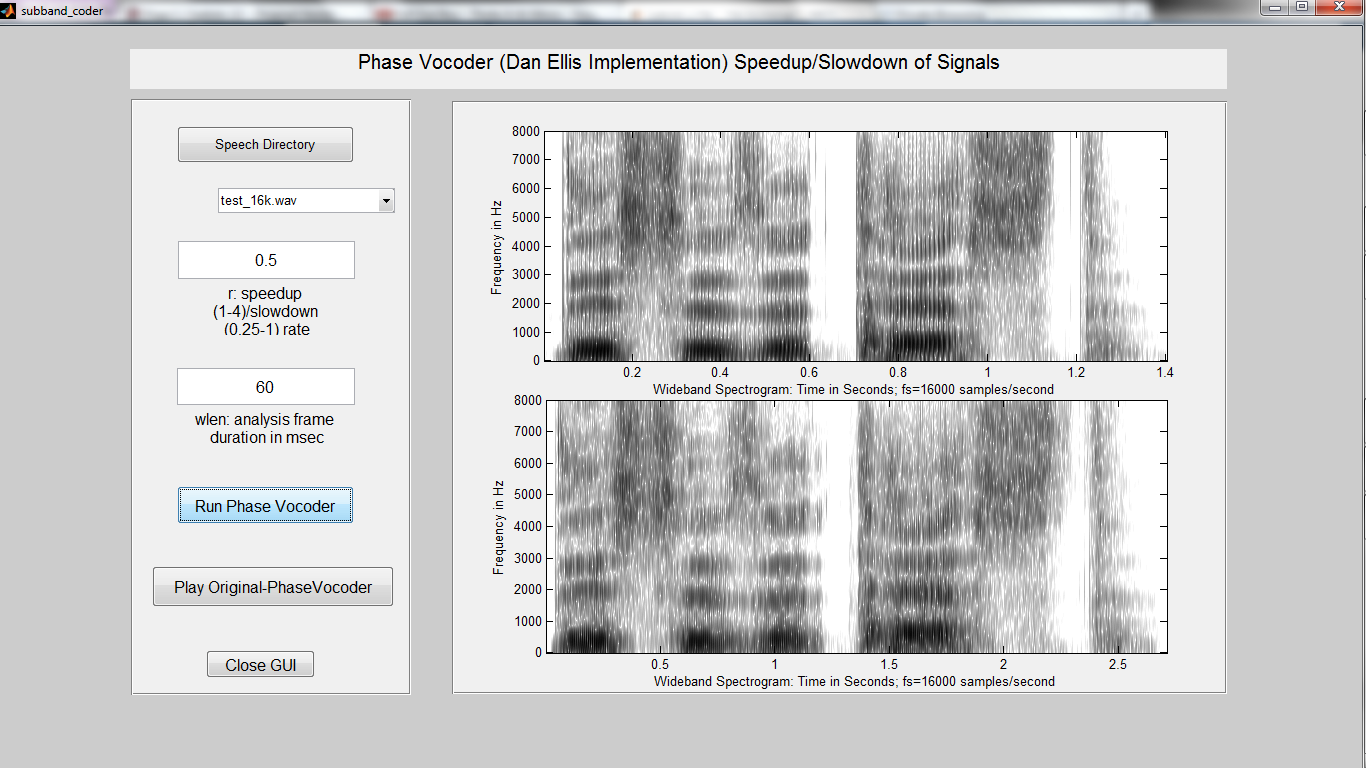 subband_coder
Phase Vocoder (Dan Ellis Implementation) Speedup/Slowdown of Signals
Speech Directory
test_16k.wav
0.5
r: speedup
(1-4)/slowdown
(0.25-1) rate
60
wlen: analysis frame
duration in msec
Run Phase Vocoder
Play Original-PhaseVocoder
Close GUI
8000
7000
6000
5000
4000
3000
2000
1000
0
Frequency in Hz
0.2 0.4 0.6 0.8 1 1.2 1.4
Wideband Spectrogram: Time in Seconds; fs=16000 samples/second
8000
7000
6000
5000
4000
3000
2000
1000
0
Frequency in Hz
0.5 1 1.5 2 2.5
Wideband Spectrogram: Time in Seconds; fs=16000 samples/second